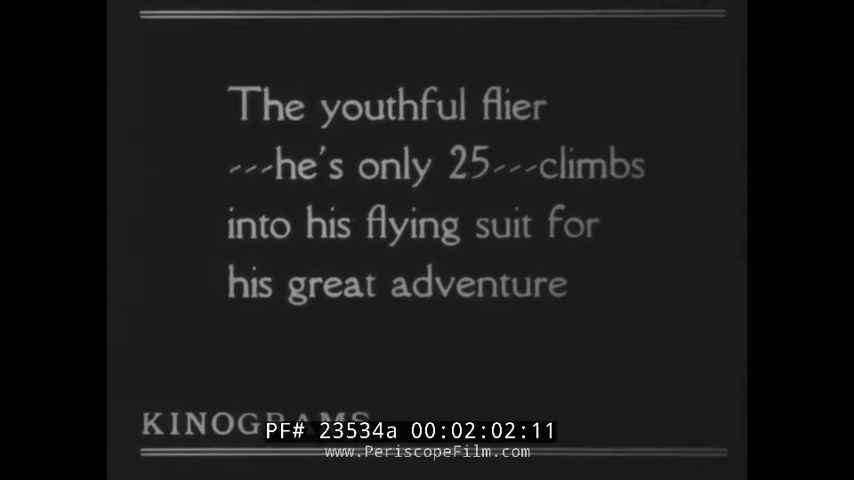 The youthful flier
---he's only 25---climbs
into his flying suit for
his great adventure
KINOGRAMS
PF# 23534a 00:02:02:11
www.PeriscopeFilm.com